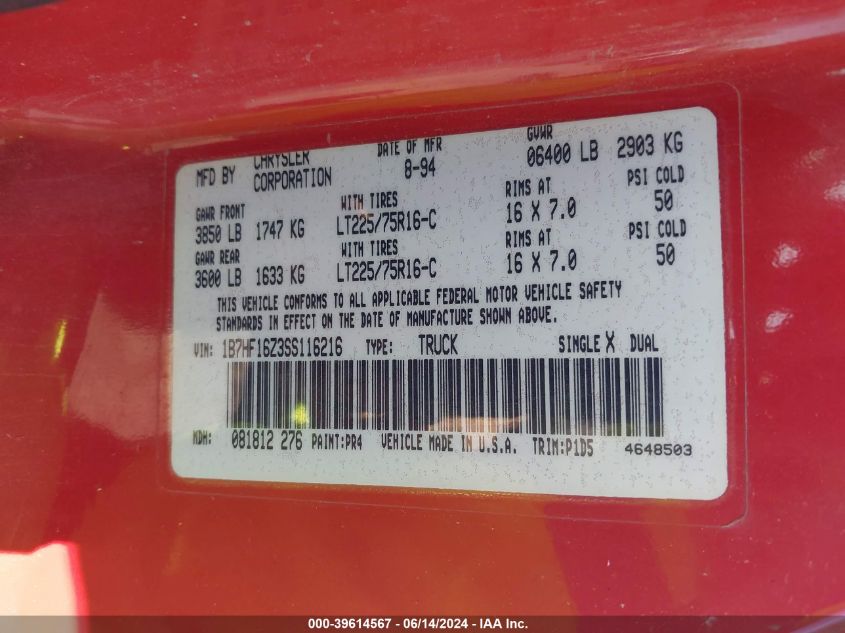 MFD BY CHRYSLER CORPORATION DATE OF MFR 8-94 GVWR 06400 LB 2903 KG
GAWR FRONT WITH TIRES RIMS AT PSI COLD
3850 LB 1747 KG LT225/75R16-C 16 X 7.0 50
GAWR REAR WITH TIRES RIMS AT PSI COLD
3600 LB 1633 KG LT225/75R16-C 16 X 7.0 50
THIS VEHICLE CONFORMS TO ALL APPLICABLE FEDERAL MOTOR VEHICLE SAFETY
STANDARDS IN EFFECT ON THE DATE OF MANUFACTURE SHOWN ABOVE.
VIN: 1B7HF16Z3SS116216 TYPE: TRUCK SINGLE X DUAL
MDH: 081812 276 PAINT:PR4 VEHICLE MADE IN U.S.A. TRIM:P1D5 4648503
000-39614567 - 06/14/2024 - IAA Inc.